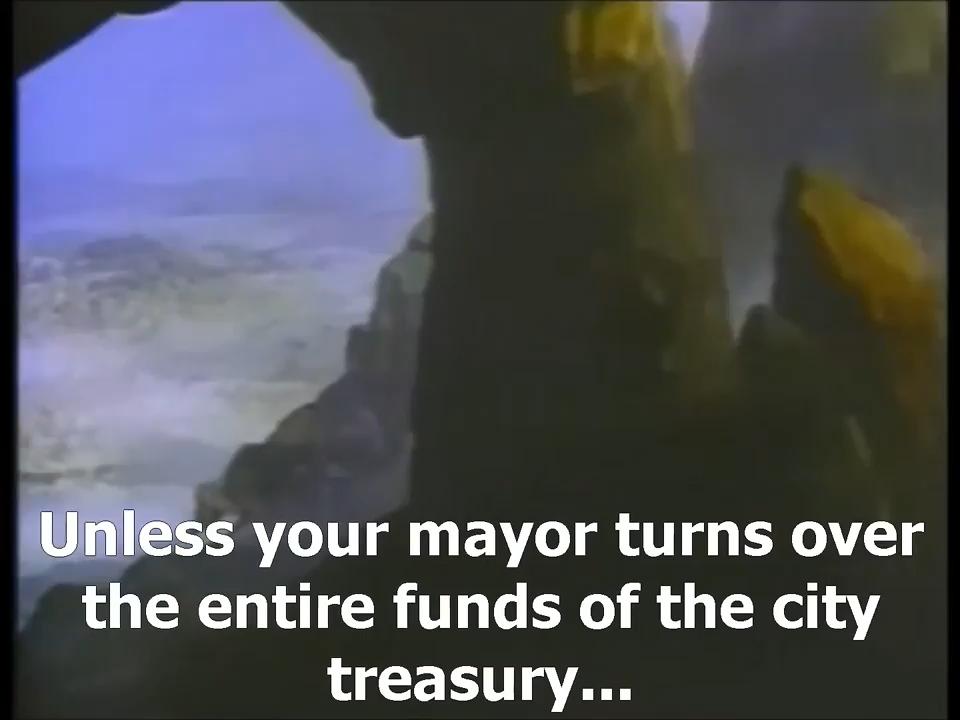 Unless your mayor turns over
the entire funds of the city
treasury...